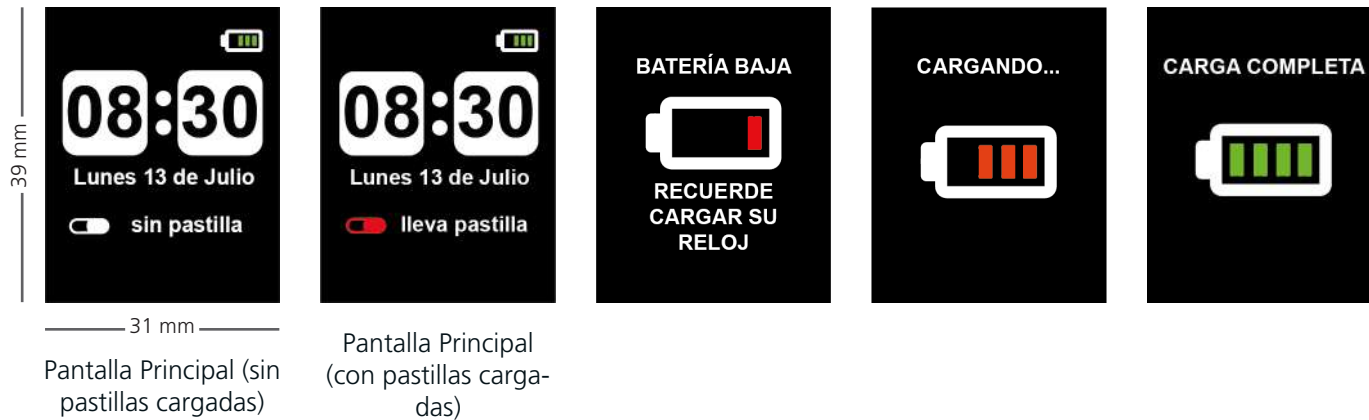 39 mm
08:30
Lunes 13 de Julio
sin pastilla
31 mm
Pantalla Principal (sin
pastillas cargadas)
08:30
Lunes 13 de Julio
lleva pastilla
Pantalla Principal
(con pastillas carga-
das)
BATERÍA BAJA
RECUERDE
CARGAR SU
RELOJ
CARGANDO...
CARGA COMPLETA